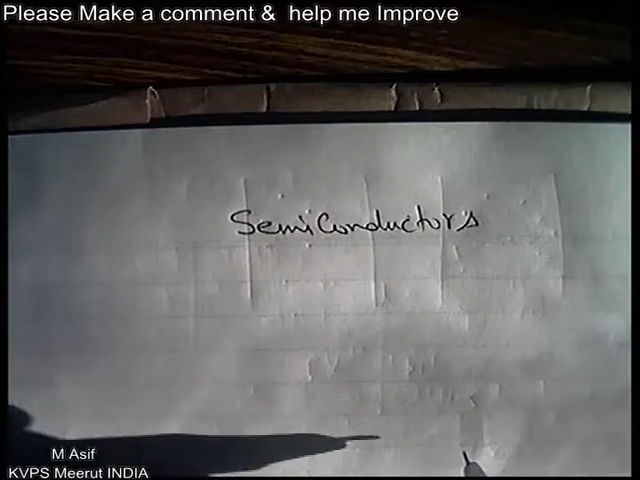 Please Make a comment & help me Improve
SemiConductors
M Asif
KVPS Meerut INDIA